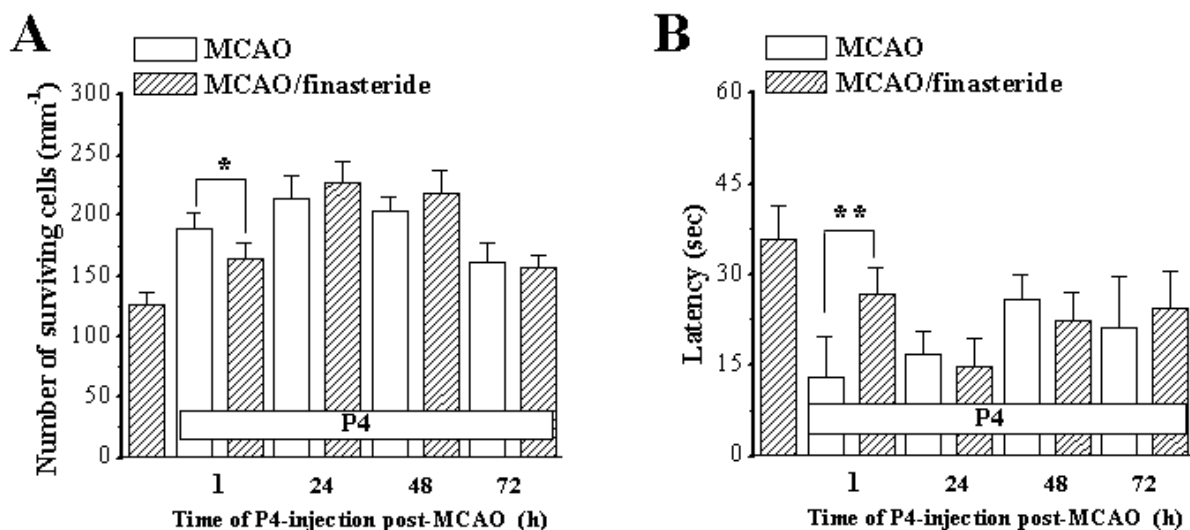 A
MCAO
MCAO/finasteride
Number of surviving cells (mm-1)
300
250
200
150
100
50
0
*
P4
1 24 48 72
Time of P4-injection post-MCAO (h)
B
MCAO
MCAO/finasteride
Latency (sec)
60
45
30
15
0
**
P4
1 24 48 72
Time of P4-injection post-MCAO (h)